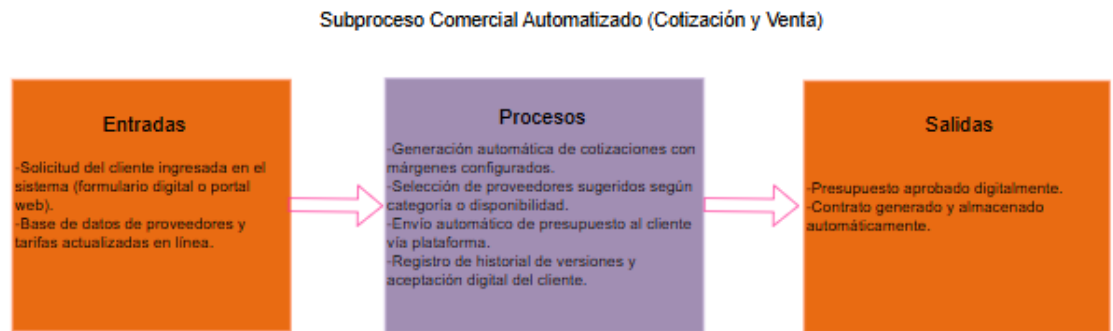 Subproceso Comercial Automatizado (Cotización y Venta)
Entradas
-Solicitud del cliente ingresada en el
sistema (formulario digital o portal
web).
-Base de datos de proveedores y
tarifas actualizadas en línea.
Procesos
-Generación automática de cotizaciones con
márgenes configurados.
-Selección de proveedores sugeridos según
categoría o disponibilidad.
-Envío automático de presupuesto al cliente
vía plataforma.
-Registro de historial de versiones y
aceptación digital del cliente.
Salidas
-Presupuesto aprobado digitalmente.
-Contrato generado y almacenado
automáticamente.